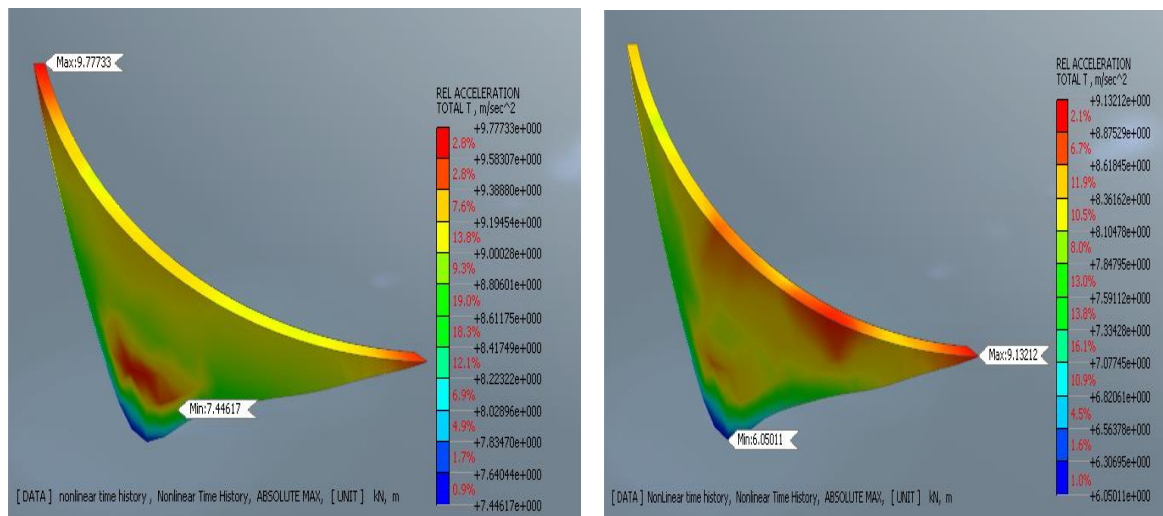 Max:9.77733
REL ACCELERATION
TOTAL T , m/sec^2
+9.77733e+000
2.8%
+9.58307e+000
2.8%
+9.38880e+000
7.6%
+9.19454e+000
13.8%
+9.00028e+000
9.3%
+8.80601e+000
19.0%
+8.61175e+000
18.3%
+8.41749e+000
12.1%
+8.22322e+000
6.9%
+8.02896e+000
4.9%
+7.83470e+000
1.7%
+7.64044e+000
0.9%
+7.44617e+000
Min:7.44617
[ DATA ] nonlinear time history , Nonlinear Time History, ABSOLUTE MAX, [ UNIT ] kN, m
REL ACCELERATION
TOTAL T , m/sec^2
+9.13212e+000
2.1%
+8.87529e+000
6.7%
+8.61845e+000
11.9%
+8.36162e+000
10.5%
+8.10478e+000
8.0%
+7.84795e+000
13.0%
+7.59112e+000
13.8%
+7.33428e+000
16.1%
+7.07745e+000
10.9%
+6.82061e+000
4.5%
+6.56378e+000
1.6%
+6.30695e+000
1.0%
+6.05011e+000
Max:9.13212
Min:6.05011
[ DATA ] NonLinear time history, Nonlinear Time History, ABSOLUTE MAX, [ UNIT ] kN, m